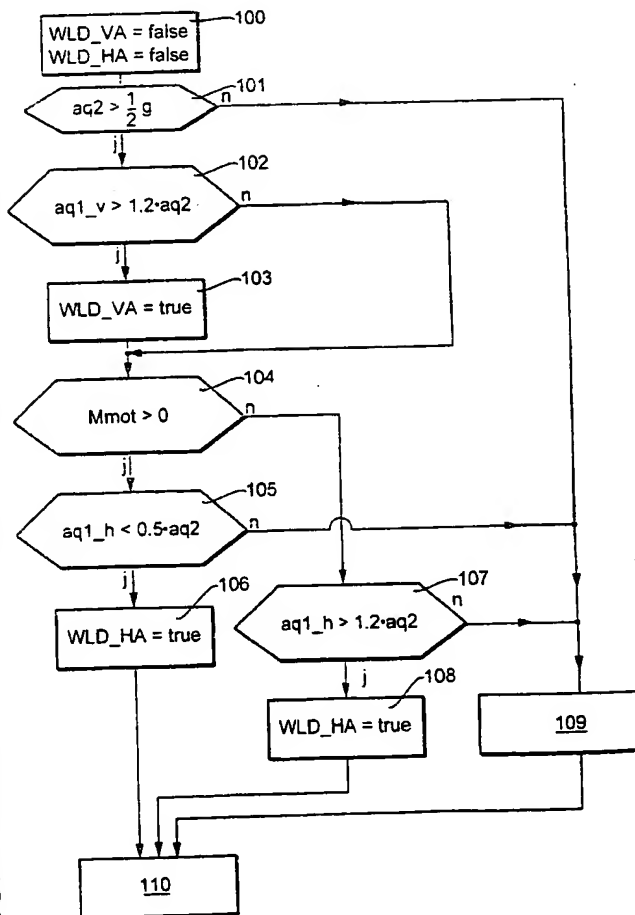 100
WLD_VA = false
WLD_HA = false
101
aq2 > 1/2 g
n
j
102
aq1_v > 1.2·aq2
n
j
103
WLD_VA = true
104
Mmot > 0
n
j
105
aq1_h < 0.5·aq2
n
j
106
WLD_HA = true
107
aq1_h > 1.2·aq2
n
j
108
WLD_HA = true
109
110